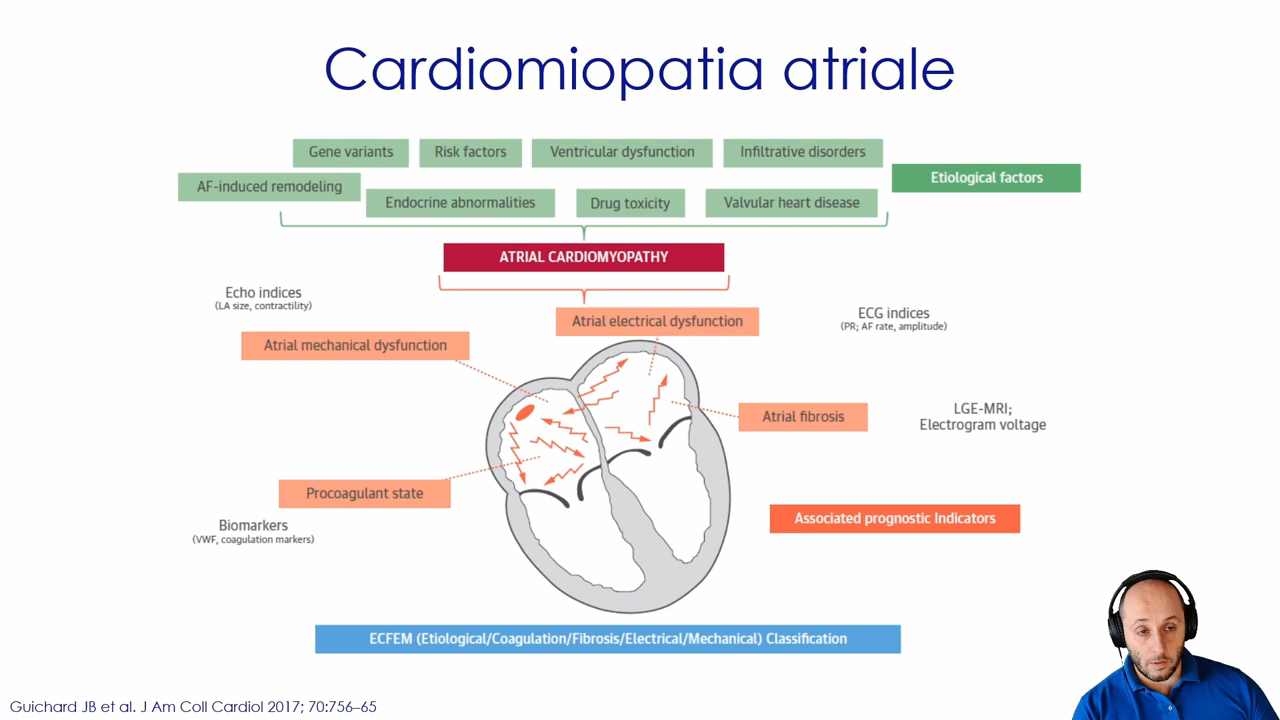 Cardiomiopatia atriale
Gene variants
Risk factors
Ventricular dysfunction
Infiltrative disorders
Etiological factors
AF-induced remodeling
Endocrine abnormalities
Drug toxicity
Valvular heart disease
ATRIAL CARDIOMYOPATHY
Echo indices
(LA size, contractility)
Atrial electrical dysfunction
ECG indices
(PR; AF rate, amplitude)
Atrial mechanical dysfunction
Atrial fibrosis
LGE-MRI;
Electrogram voltage
Procoagulant state
Biomarkers
(VWF, coagulation markers)
Associated prognostic Indicators
ECFEM (Etiological/Coagulation/Fibrosis/Electrical/Mechanical) Classification
Guichard JB et al. J Am Coll Cardiol 2017; 70:756–65